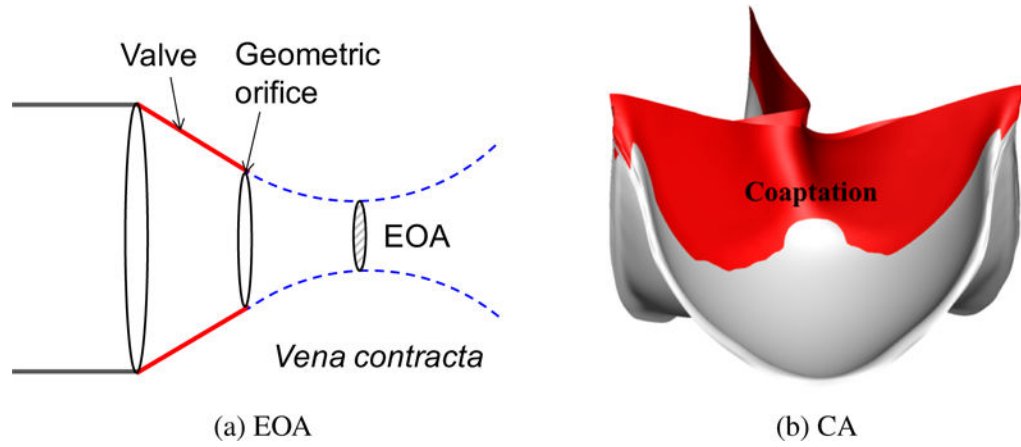 Valve
Geometric
orifice
EOA
Vena contracta
(a) EOA
Coaptation
(b) CA